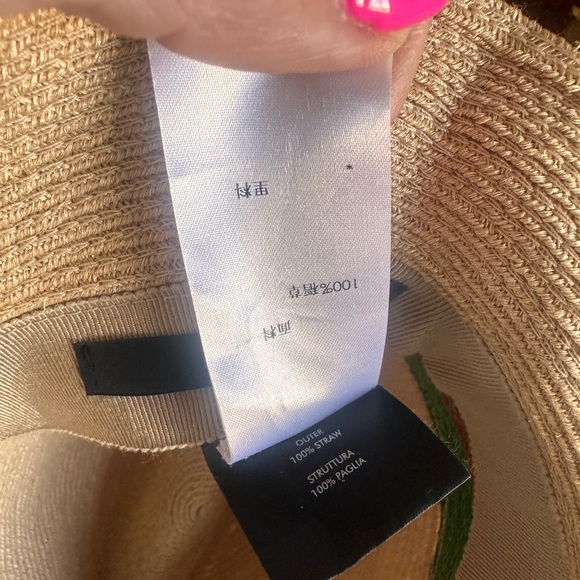 面料
100%稻草
里料
*
OUTER
100% STRAW
STRUTTURA
100% PAGLIA